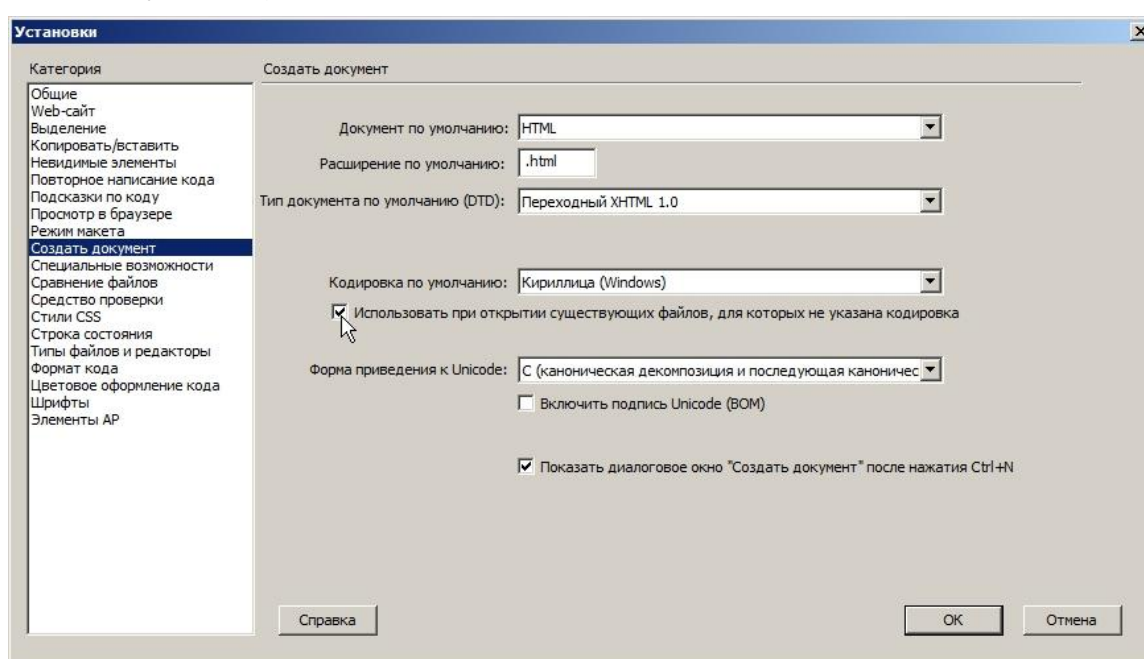 Установки
Категория
Общие
Web-сайт
Выделение
Копировать/вставить
Невидимые элементы
Повторное написание кода
Подсказки по коду
Просмотр в браузере
Режим макета
Создать документ
Специальные возможности
Сравнение файлов
Средство проверки
Стили CSS
Строка состояния
Типы файлов и редакторы
Формат кода
Цветовое оформление кода
Шрифты
Элементы AP
Создать документ
Документ по умолчанию: HTML
Расширение по умолчанию: .html
Тип документа по умолчанию (DTD): Переходный XHTML 1.0
Кодировка по умолчанию: Кириллица (Windows)
Использовать при открытии существующих файлов, для которых не указана кодировка
Форма приведения к Unicode: C (каноническая декомпозиция и последующая каноничес
Включить подпись Unicode (BOM)
Показать диалоговое окно "Создать документ" после нажатия Ctrl+N
Справка
OK
Отмена